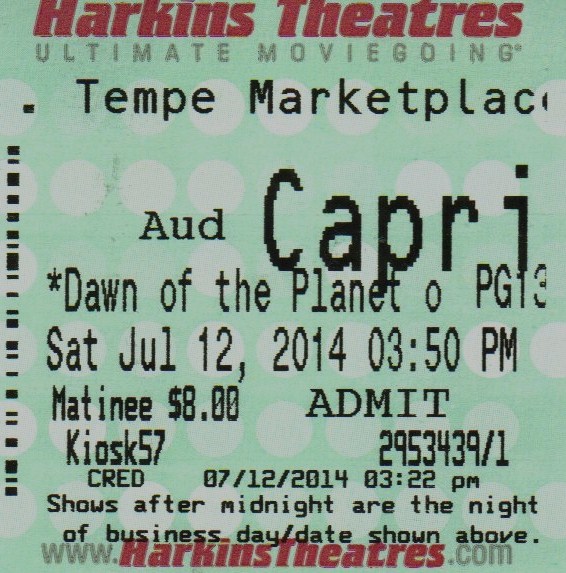 Harkins Theatres
ULTIMATE MOVIEGOING®
. Tempe Marketplac
Aud Capri
*Dawn of the Planet o PG13
Sat Jul 12, 2014 03:50 PM
Matinee $8.00 ADMIT
Kiosk57 2953439/1
CRED 07/12/2014 03:22 pm
Shows after midnight are the night
of business day/date shown above.
www.HarkinsTheatres.com